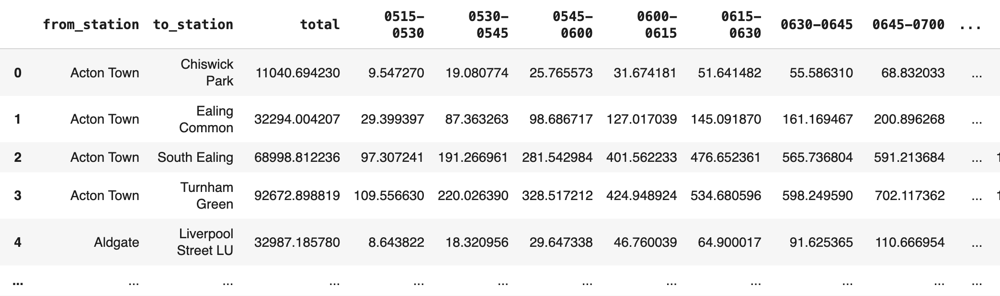 from_station to_station total 0515-0530 0530-0545 0545-0600 0600-0615 0615-0630 0630-0645 0645-0700 ...
0 Acton Town Chiswick Park 11040.694230 9.547270 19.080774 25.765573 31.674181 51.641482 55.586310 68.832033 ...
1 Acton Town Ealing Common 32294.004207 29.399397 87.363263 98.686717 127.017039 145.091870 161.169467 200.896268 ...
2 Acton Town South Ealing 68998.812236 97.307241 191.266961 281.542984 401.562233 476.652361 565.736804 591.213684 ...
3 Acton Town Turnham Green 92672.898819 109.556630 220.026390 328.517212 424.948924 534.680596 598.249590 702.117362 ...
4 Aldgate Liverpool Street LU 32987.185780 8.643822 18.320956 29.647338 46.760039 64.900017 91.625365 110.666954 ...
... ... ... ... ... ... ... ... ... ... ... ...